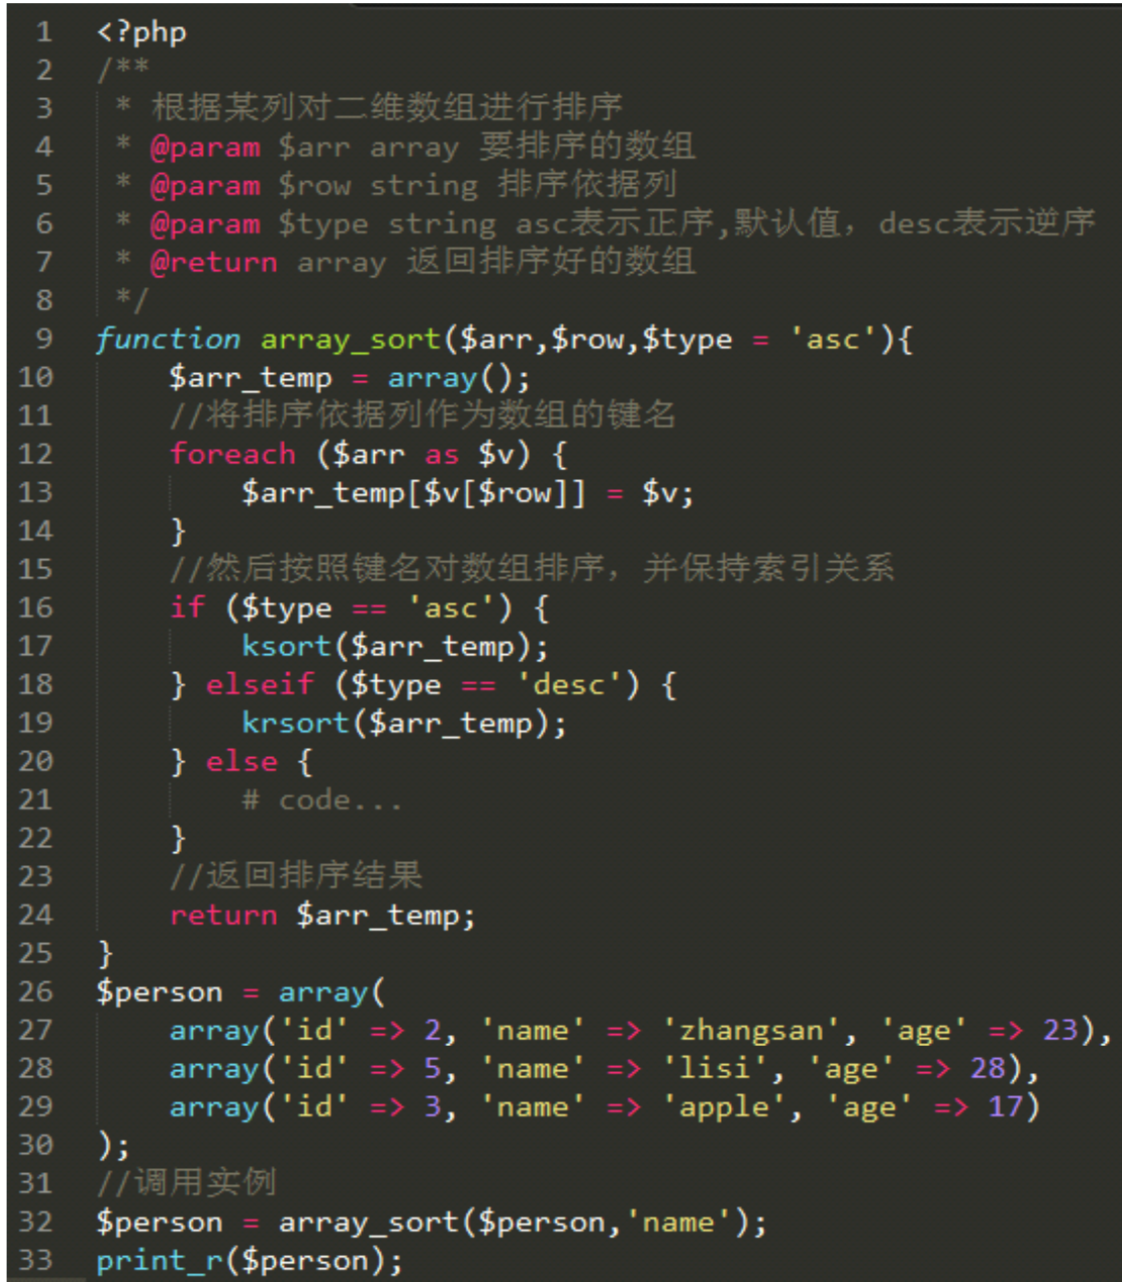 1 <?php
2 /**
3  * 根据某列对二维数组进行排序
4  * @param $arr array 要排序的数组
5  * @param $row string 排序依据列
6  * @param $type string asc表示正序,默认值，desc表示逆序
7  * @return array 返回排序好的数组
8  */
9 function array_sort($arr,$row,$type = 'asc'){
10     $arr_temp = array();
11     //将排序依据列作为数组的键名
12     foreach ($arr as $v) {
13         $arr_temp[$v[$row]] = $v;
14     }
15     //然后按照键名对数组排序，并保持索引关系
16     if ($type == 'asc') {
17         ksort($arr_temp);
18     } elseif ($type == 'desc') {
19         krsort($arr_temp);
20     } else {
21         # code...
22     }
23     //返回排序结果
24     return $arr_temp;
25 }
26 $person = array(
27     array('id' => 2, 'name' => 'zhangsan', 'age' => 23),
28     array('id' => 5, 'name' => 'lisi', 'age' => 28),
29     array('id' => 3, 'name' => 'apple', 'age' => 17)
30 );
31 //调用实例
32 $person = array_sort($person,'name');
33 print_r($person);